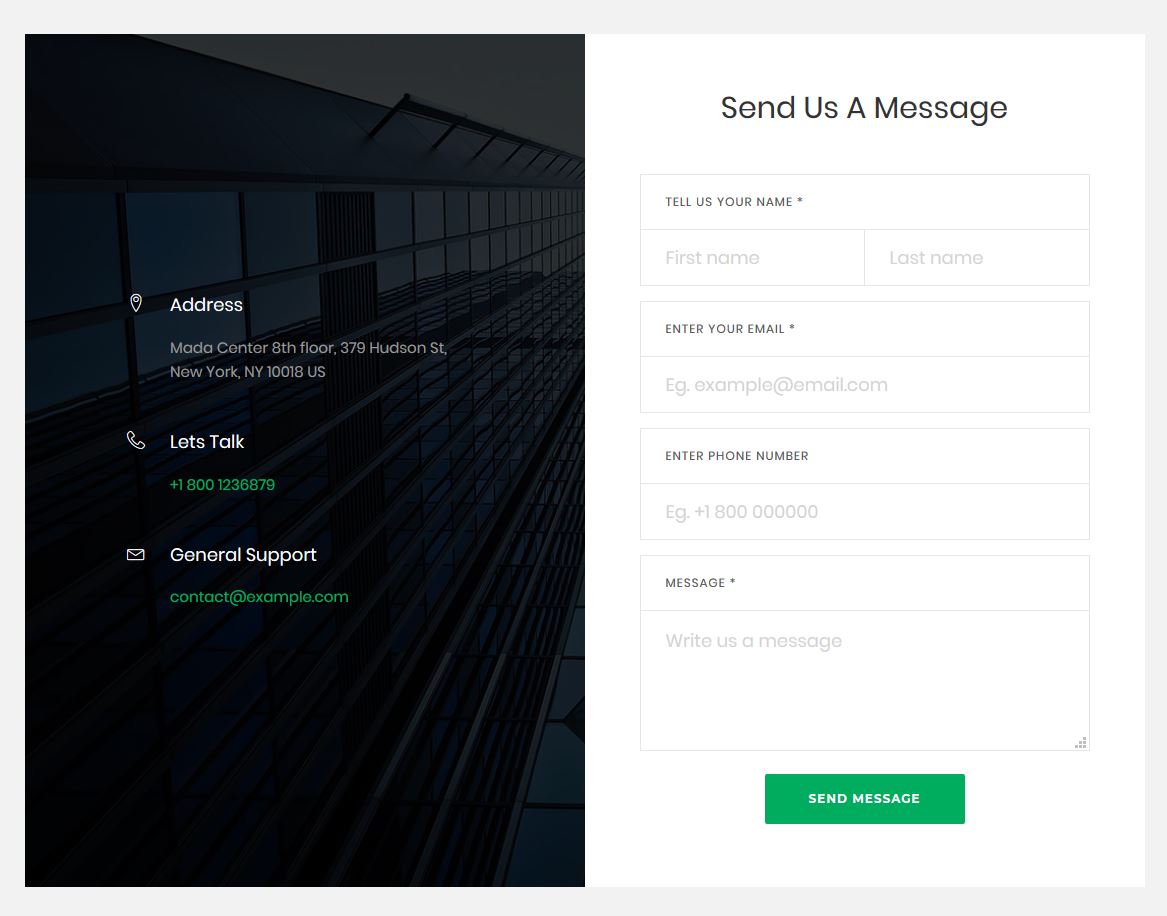 Address
Mada Center 8th floor, 379 Hudson St,
New York, NY 10018 US
Lets Talk
+1 800 1236879
General Support
contact@example.com
Send Us A Message
TELL US YOUR NAME *
First name
Last name
ENTER YOUR EMAIL *
Eg. example@email.com
ENTER PHONE NUMBER
Eg. +1 800 000000
MESSAGE *
Write us a message
SEND MESSAGE